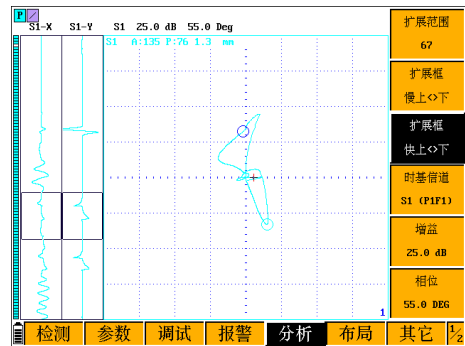 P
S1-X S1-Y S1 25.0 dB 55.0 Deg
S1 A:135 P:76 1.3 mm
1
扩展范围
67
扩展框
慢上<>下
扩展框
快上<>下
时基信道
S1 (P1F1)
增益
25.0 dB
相位
55.0 DEG
检测 参数 调试 报警 分析 布局 其它 1/2